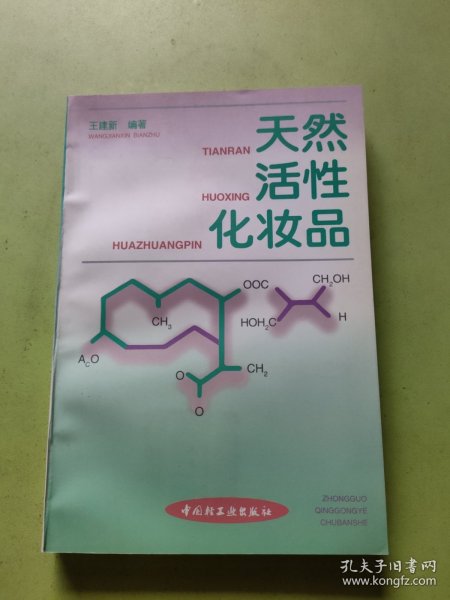 王建新 编著
WANGJIANXIN BIANZHU
TIANRAN 天然
HUOXING 活性
HUAZHUANGPIN 化妆品
OOC
CH2OH
CH3
HOH2C
H
ACO
CH2
O
O
中国轻工业出版社
ZHONGGUO
QINGGONGYE
CHUBANSHE
孔夫子旧书网
www.kongfz.com